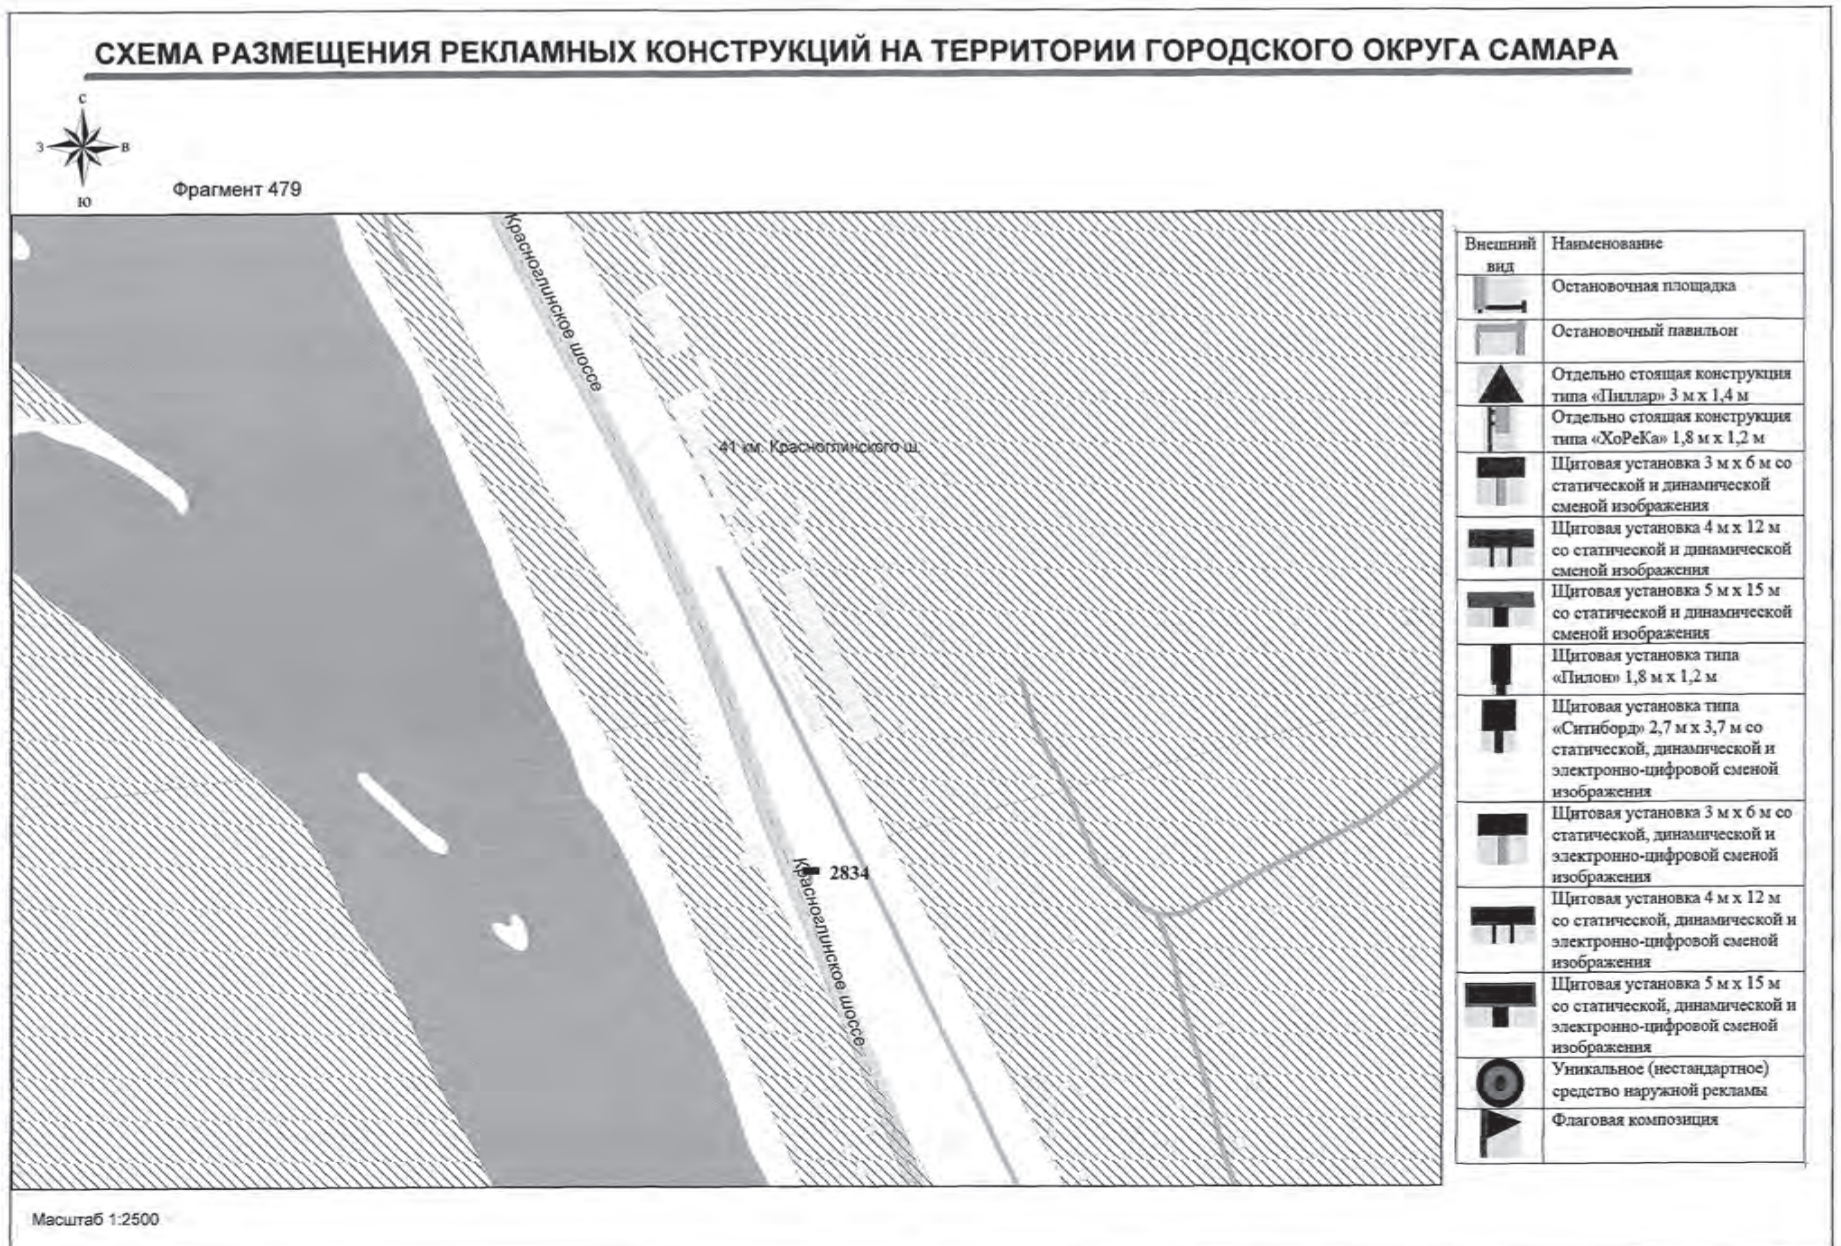 СХЕМА РАЗМЕЩЕНИЯ РЕКЛАМНЫХ КОНСТРУКЦИЙ НА ТЕРРИТОРИИ ГОРОДСКОГО ОКРУГА САМАРА
С
З
В
Ю
Фрагмент 479
Красноглинское шоссе
41 км. Красноглинского ш.
2834
Красноглинское шоссе
Внешний
вид
Наименование
Остановочная площадка
Остановочный павильон
Отдельно стоящая конструкция
типа «Пиллар» 3 м х 1,4 м
Отдельно стоящая конструкция
типа «ХоРеКа» 1,8 м х 1,2 м
Щитовая установка 3 м х 6 м со
статической и динамической
сменой изображения
Щитовая установка 4 м х 12 м
со статической и динамической
сменой изображения
Щитовая установка 5 м х 15 м
со статической и динамической
сменой изображения
Щитовая установка типа
«Пилон» 1,8 м х 1,2 м
Щитовая установка типа
«Ситиборд» 2,7 м х 3,7 м со
статической, динамической и
электронно-цифровой сменой
изображения
Щитовая установка 3 м х 6 м со
статической, динамической и
электронно-цифровой сменой
изображения
Щитовая установка 4 м х 12 м
со статической, динамической и
электронно-цифровой сменой
изображения
Щитовая установка 5 м х 15 м
со статической, динамической и
электронно-цифровой сменой
изображения
Уникальное (нестандартное)
средство наружной рекламы
Флаговая композиция
Масштаб 1:2500